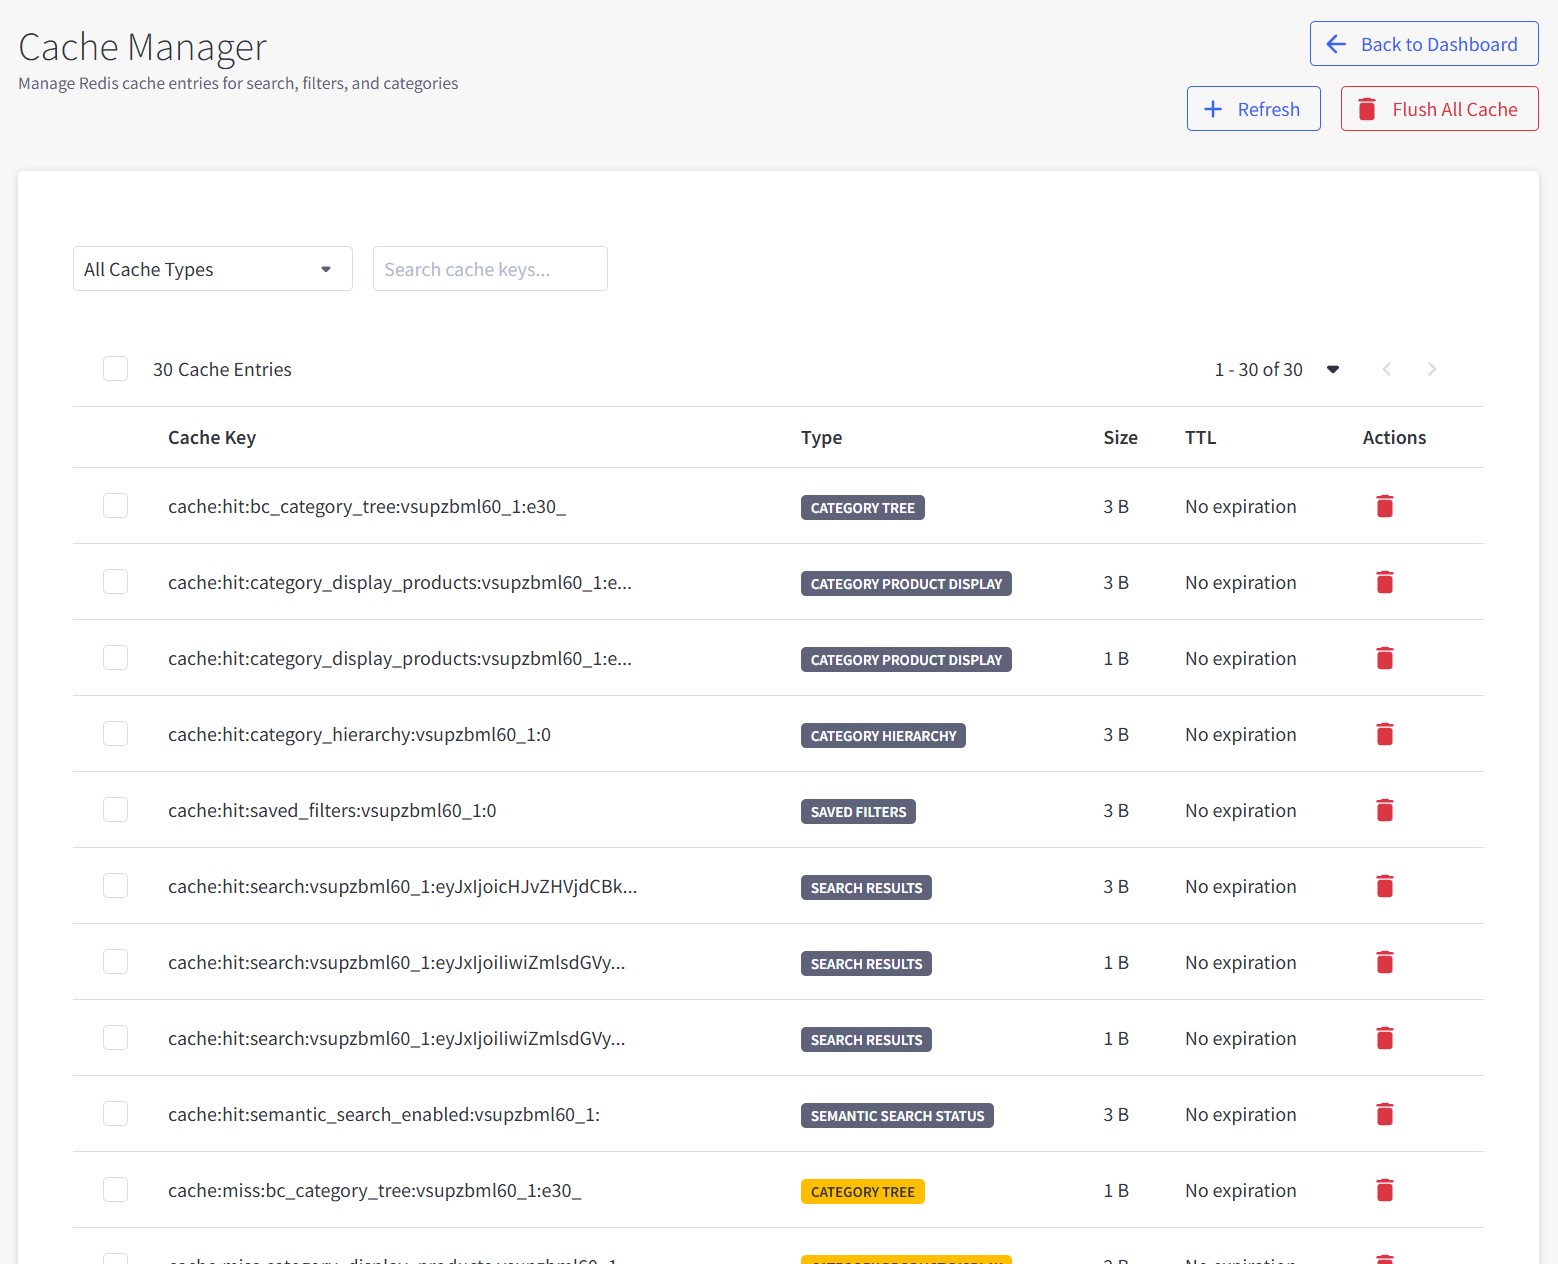 Cache Manager
Manage Redis cache entries for search, filters, and categories
Back to Dashboard
Refresh
Flush All Cache
All Cache Types
Search cache keys...
30 Cache Entries
1 - 30 of 30
Cache Key Type Size TTL Actions
cache:hit:bc_category_tree:vsupzbml60_1:e30_ CATEGORY TREE 3 B No expiration
cache:hit:category_display_products:vsupzbml60_1:e... CATEGORY PRODUCT DISPLAY 3 B No expiration
cache:hit:category_display_products:vsupzbml60_1:e... CATEGORY PRODUCT DISPLAY 1 B No expiration
cache:hit:category_hierarchy:vsupzbml60_1:0 CATEGORY HIERARCHY 3 B No expiration
cache:hit:saved_filters:vsupzbml60_1:0 SAVED FILTERS 3 B No expiration
cache:hit:search:vsupzbml60_1:eyJxIjoicHJvZHVjdCBk... SEARCH RESULTS 3 B No expiration
cache:hit:search:vsupzbml60_1:eyJxIjoiIiwiZmlsdGVy... SEARCH RESULTS 1 B No expiration
cache:hit:search:vsupzbml60_1:eyJxIjoiIiwiZmlsdGVy... SEARCH RESULTS 1 B No expiration
cache:hit:semantic_search_enabled:vsupzbml60_1: SEMANTIC SEARCH STATUS 3 B No expiration
cache:miss:bc_category_tree:vsupzbml60_1:e30_ CATEGORY TREE 1 B No expiration